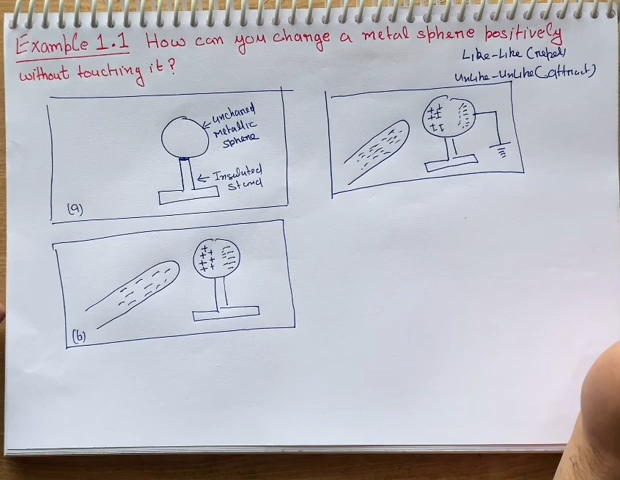 Example 1.1 How can you change a metal sphere positively
without touching it?
Like-Like (repel)
Unlike-Unlike (attract)
unchared
metallic
sphere
Insulated
stand
(a)
(b)